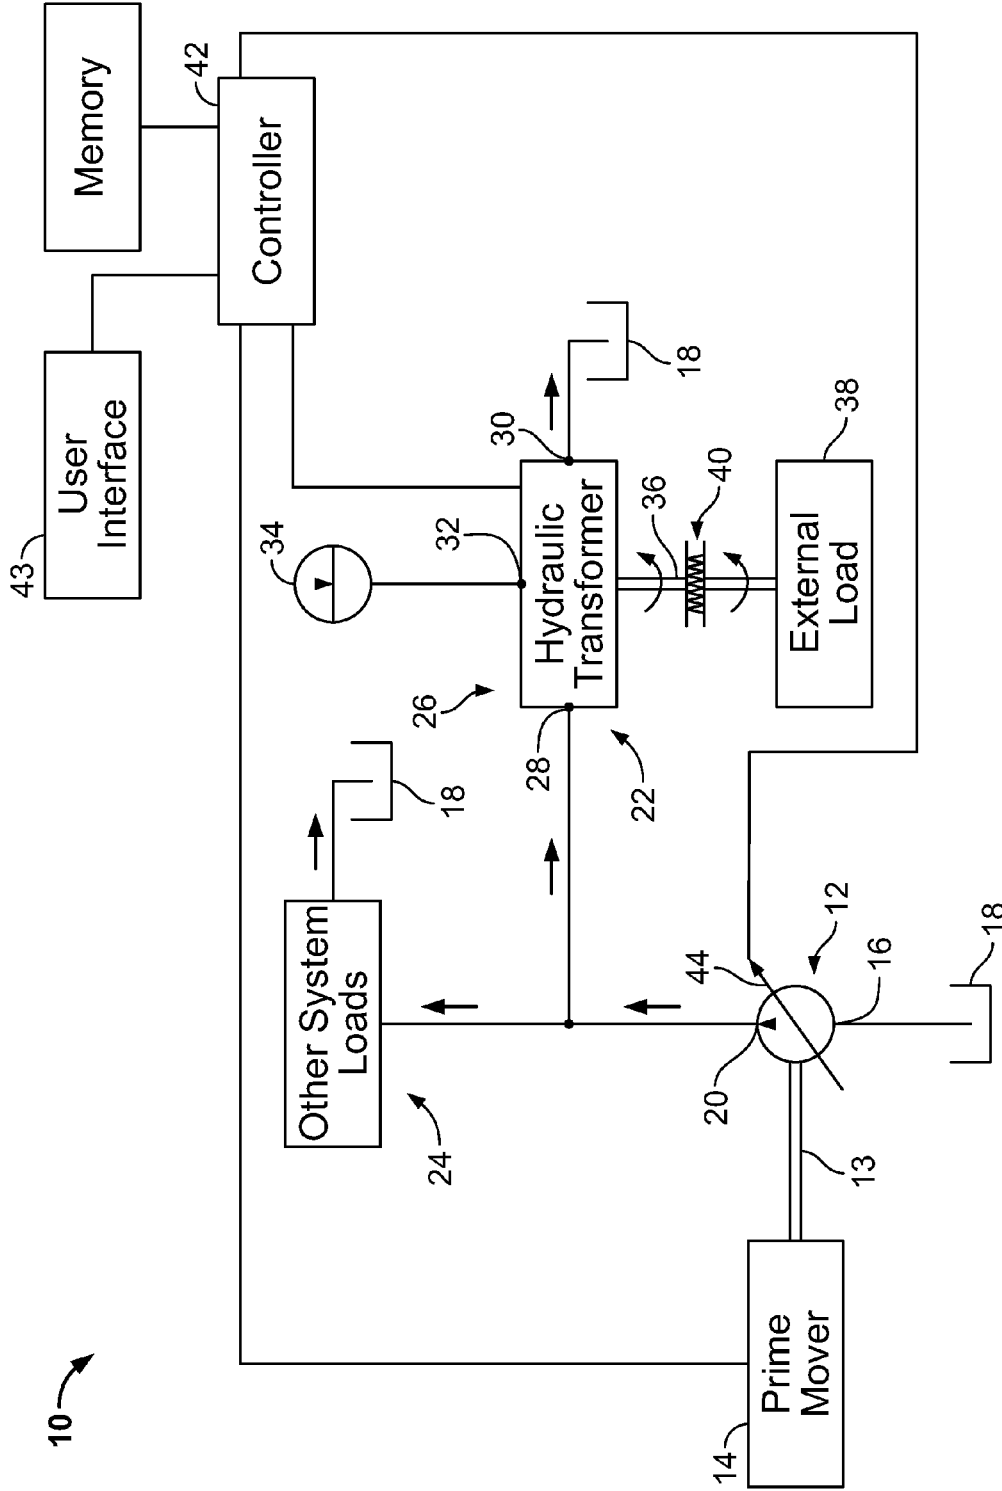 10
43
User
Interface
Memory
42
Controller
34
32
26
Other System
Loads
18
24
Hydraulic
Transformer
30
18
28
22
36
40
External
Load
38
20
44
12
16
18
13
14
Prime
Mover